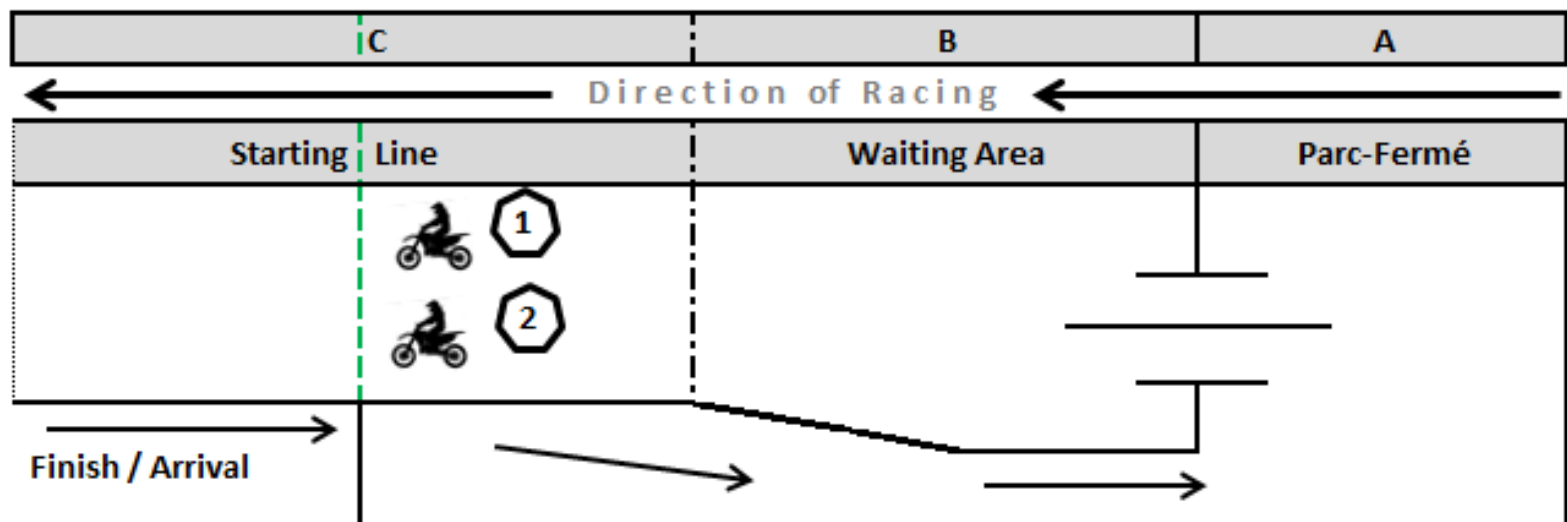 C B A
Direction of Racing
Starting Line Waiting Area Parc-Fermé
1
2
Finish / Arrival